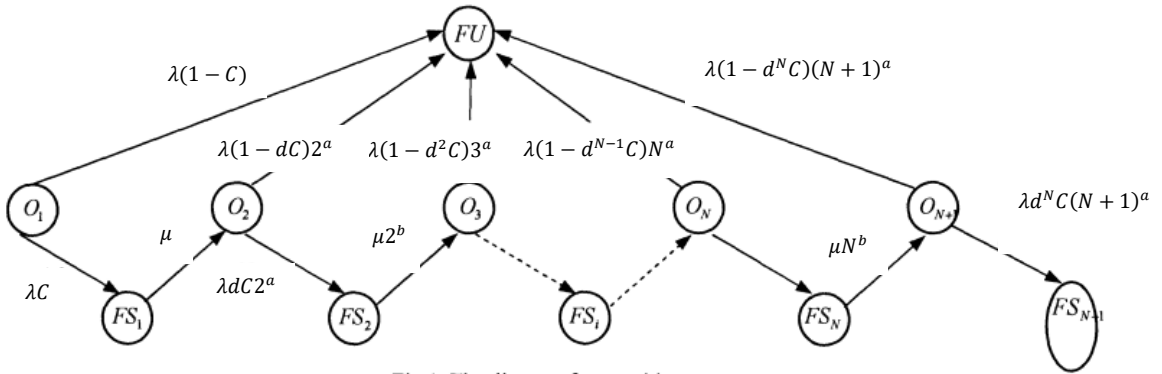 FU
λ(1 − C)
λ(1 − d^N C)(N + 1)^a
λ(1 − dC)2^a
λ(1 − d^2 C)3^a
λ(1 − d^{N−1} C)N^a
O_1
O_2
O_3
O_N
O_{N+1}
λd^N C(N + 1)^a
μ
μ2^b
μN^b
λC
λdC2^a
FS_1
FS_2
FS_i
FS_N
FS_{N+1}